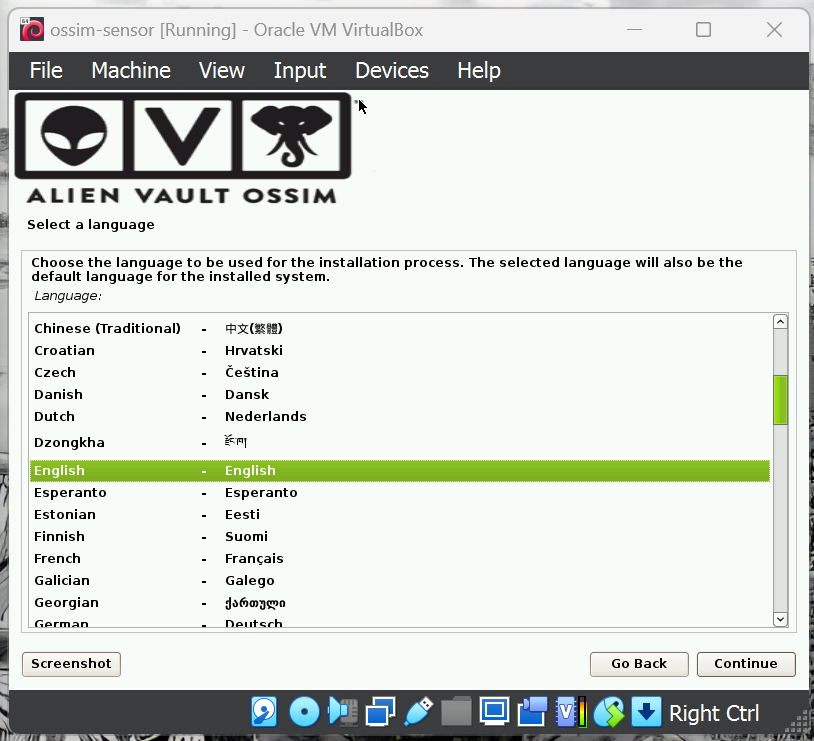 ossim-sensor [Running] - Oracle VM VirtualBox
File Machine View Input Devices Help
V
ALIEN VAULT OSSIM
Select a language
Choose the language to be used for the installation process. The selected language will also be the
default language for the installed system.
Language:
Chinese (Traditional) - 中文(繁體)
Croatian - Hrvatski
Czech - Čeština
Danish - Dansk
Dutch - Nederlands
Dzongkha - རྫོང་ཁ།
English - English
Esperanto - Esperanto
Estonian - Eesti
Finnish - Suomi
French - Français
Galician - Galego
Georgian - ქართული
German - Deutsch
Screenshot Go Back Continue
V Right Ctrl